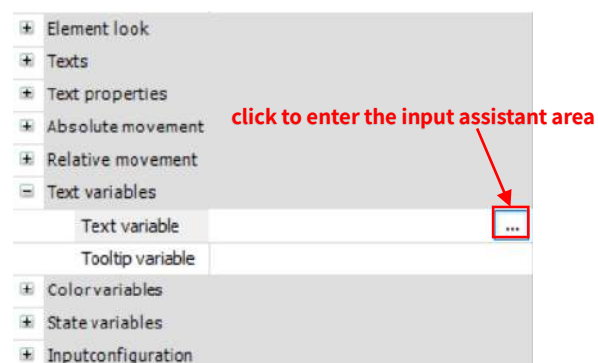 Element look
Texts
Text properties
click to enter the input assistant area
Absolute movement
Relative movement
Text variables
Text variable
...
Tooltip variable
Colorvariables
State variables
Inputconfiguration